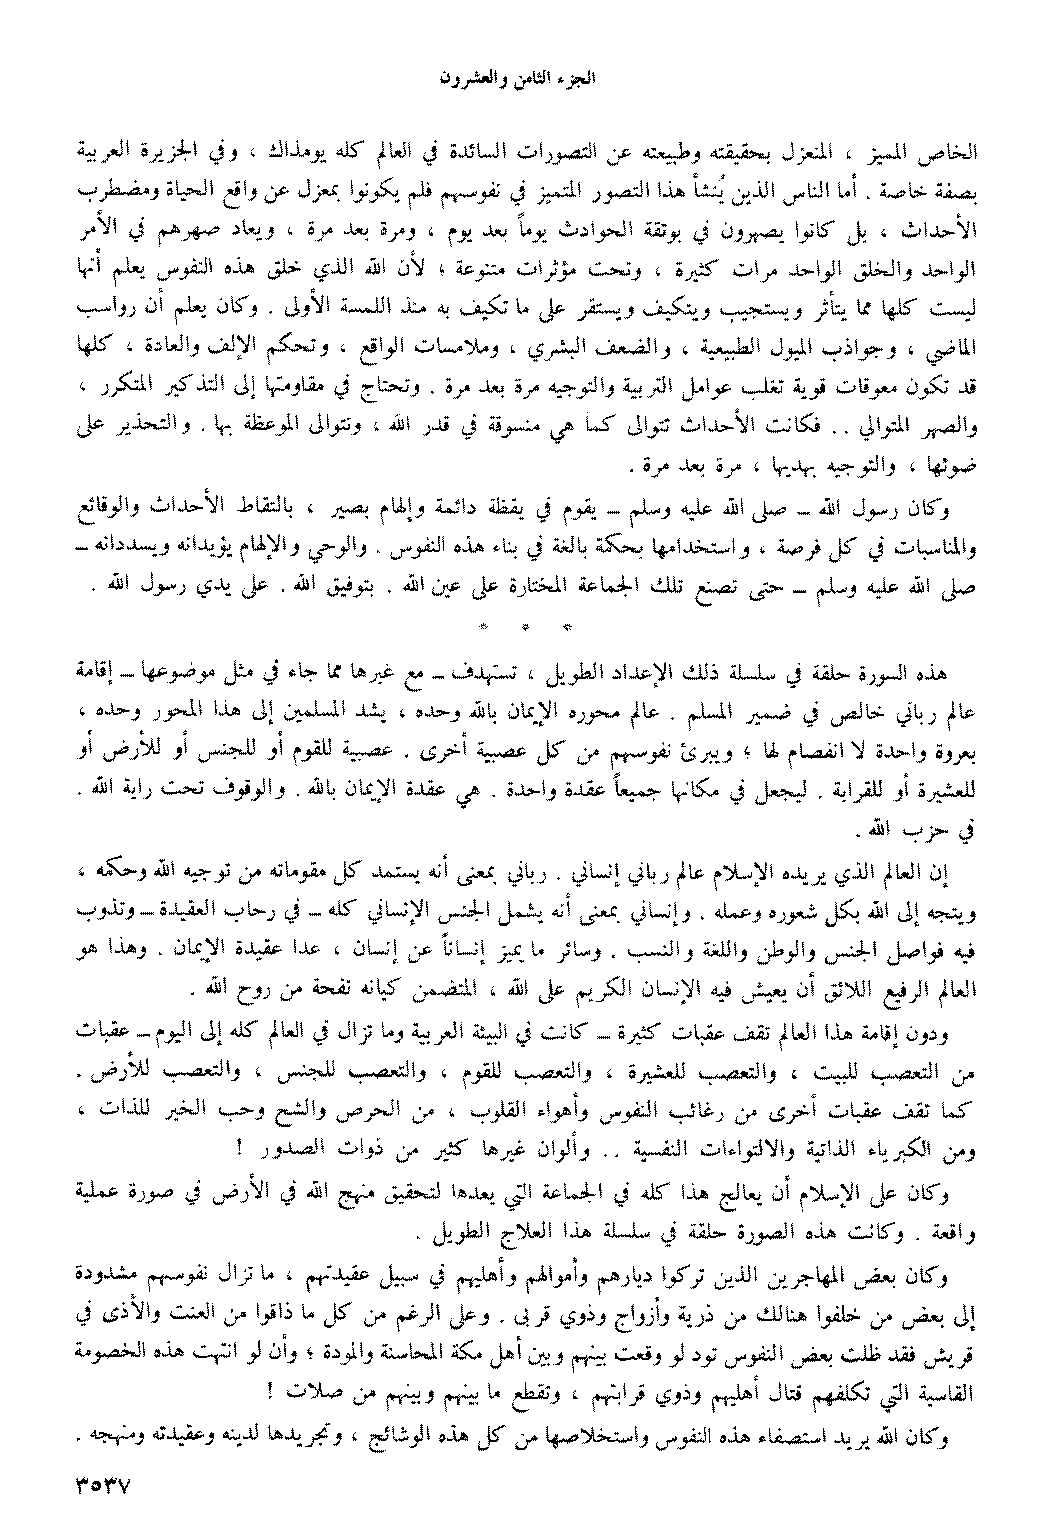 الجزء الثامن والعشرون
الخاص المميز ، المنعزل بحقيقته وطبيعته عن التصورات السائدة في العالم كله يومذاك ، وفي الجزيرة العربية
بصفة خاصة . أما الناس الذين يُنشأ هذا التصور المتميز في نفوسهم فلم يكونوا بمعزل عن واقع الحياة ومضطرب
الأحداث ، بل كانوا يصهرون في بوتقة الحوادث يوماً بعد يوم ، ومرة بعد مرة ، ويعاد صهرهم في الأمر
الواحد والخلق الواحد مرات كثيرة ، وتحت مؤثرات متنوعة ؛ لأن الله الذي خلق هذه النفوس يعلم أنها
ليست كلها مما يتأثر ويستجيب ويتكيف ويستقر على ما تكيف به منذ اللمسة الأولى . وكان يعلم أن رواسب
الماضي ، وجواذب الميول الطبيعية ، والضعف البشري ، وملامسات الواقع ، وتحكم الإلف والعادة ، كلها
قد تكون معوقات قوية تغلب عوامل التربية والتوجيه مرة بعد مرة . وتحتاج في مقاومتها إلى التذكير المتكرر ،
والصهر المتوالي .. فكانت الأحداث تتوالى كما هي منسوقة في قدر الله ، وتتوالى الموعظة بها . والتحذير على
ضوئها ، والتوجيه بهديها ، مرة بعد مرة .
وكان رسول الله – صلى الله عليه وسلم – يقوم في يقظة دائمة وإلهام بصير ، بالتقاط الأحداث والوقائع
والمناسبات في كل فرصة ، واستخدامها بحكمة بالغة في بناء هذه النفوس . والوحي والإلهام يؤيدانه ويسددانه –
صلى الله عليه وسلم – حتى تصنع تلك الجماعة المختارة على عين الله . بتوفيق الله . على يدي رسول الله .
* * *
هذه السورة حلقة في سلسلة ذلك الإعداد الطويل ، تستهدف – مع غيرها مما جاء في مثل موضوعها – إقامة
عالم رباني خالص في ضمير المسلم . عالم محوره الإيمان بالله وحده ، يشد المسلمين إلى هذا المحور وحده ،
بعروة واحدة لا انفصام لها ؛ ويبرئ نفوسهم من كل عصبية أخرى . عصبية للقوم أو للجنس أو للأرض أو
للعشيرة أو للقرابة . ليجعل في مكانها جميعاً عقدة واحدة . هي عقدة الإيمان بالله . والوقوف تحت راية الله .
في حزب الله .
إن العالم الذي يريده الإسلام عالم رباني إنساني . رباني بمعنى أنه يستمد كل مقوماته من توجيه الله وحكمه ،
ويتجه إلى الله بكل شعوره وعمله . وإنساني بمعنى أنه يشمل الجنس الإنساني كله – في رحاب العقيدة – وتذوب
فيه فواصل الجنس والوطن واللغة والنسب . وسائر ما يميز إنساناً عن إنسان ، عدا عقيدة الإيمان . وهذا هو
العالم الرفيع اللائق أن يعيش فيه الإنسان الكريم على الله ، المتضمن كيانه نفحة من روح الله .
ودون إقامة هذا العالم تقف عقبات كثيرة – كانت في البيئة العربية وما تزال في العالم كله إلى اليوم – عقبات
من التعصب للبيت ، والتعصب للعشيرة ، والتعصب للقوم ، والتعصب للجنس ، والتعصب للأرض .
كما تقف عقبات أخرى من رغائب النفوس وأهواء القلوب ، من الحرص والشح وحب الخير للذات ،
ومن الكبرياء الذاتية والالتواءات النفسية .. وألوان غيرها كثير من ذوات الصدور !
وكان على الإسلام أن يعالج هذا كله في الجماعة التي يعدها لتحقيق منهج الله في الأرض في صورة عملية
واقعة . وكانت هذه الصورة حلقة في سلسلة هذا العلاج الطويل .
وكان بعض المهاجرين الذين تركوا ديارهم وأموالهم وأهليهم في سبيل عقيدتهم ، ما تزال نفوسهم مشدودة
إلى بعض من خلفوا هنالك من ذرية وأزواج وذوي قربى . وعلى الرغم من كل ما ذاقوا من العنت والأذى في
قريش فقد ظلت بعض النفوس تود لو وقعت بينهم وبين أهل مكة المحاسنة والمودة ؛ وأن لو انتهت هذه الخصومة
القاسية التي تكلفهم قتال أهليهم وذوي قرابتهم ، وتقطع ما بينهم وبينهم من صلات !
وكان الله يريد استصفاء هذه النفوس واستخلاصها من كل هذه الوشائج ، وتجريدها لدينه وعقيدته ومنهجه .
٣٥٣٧